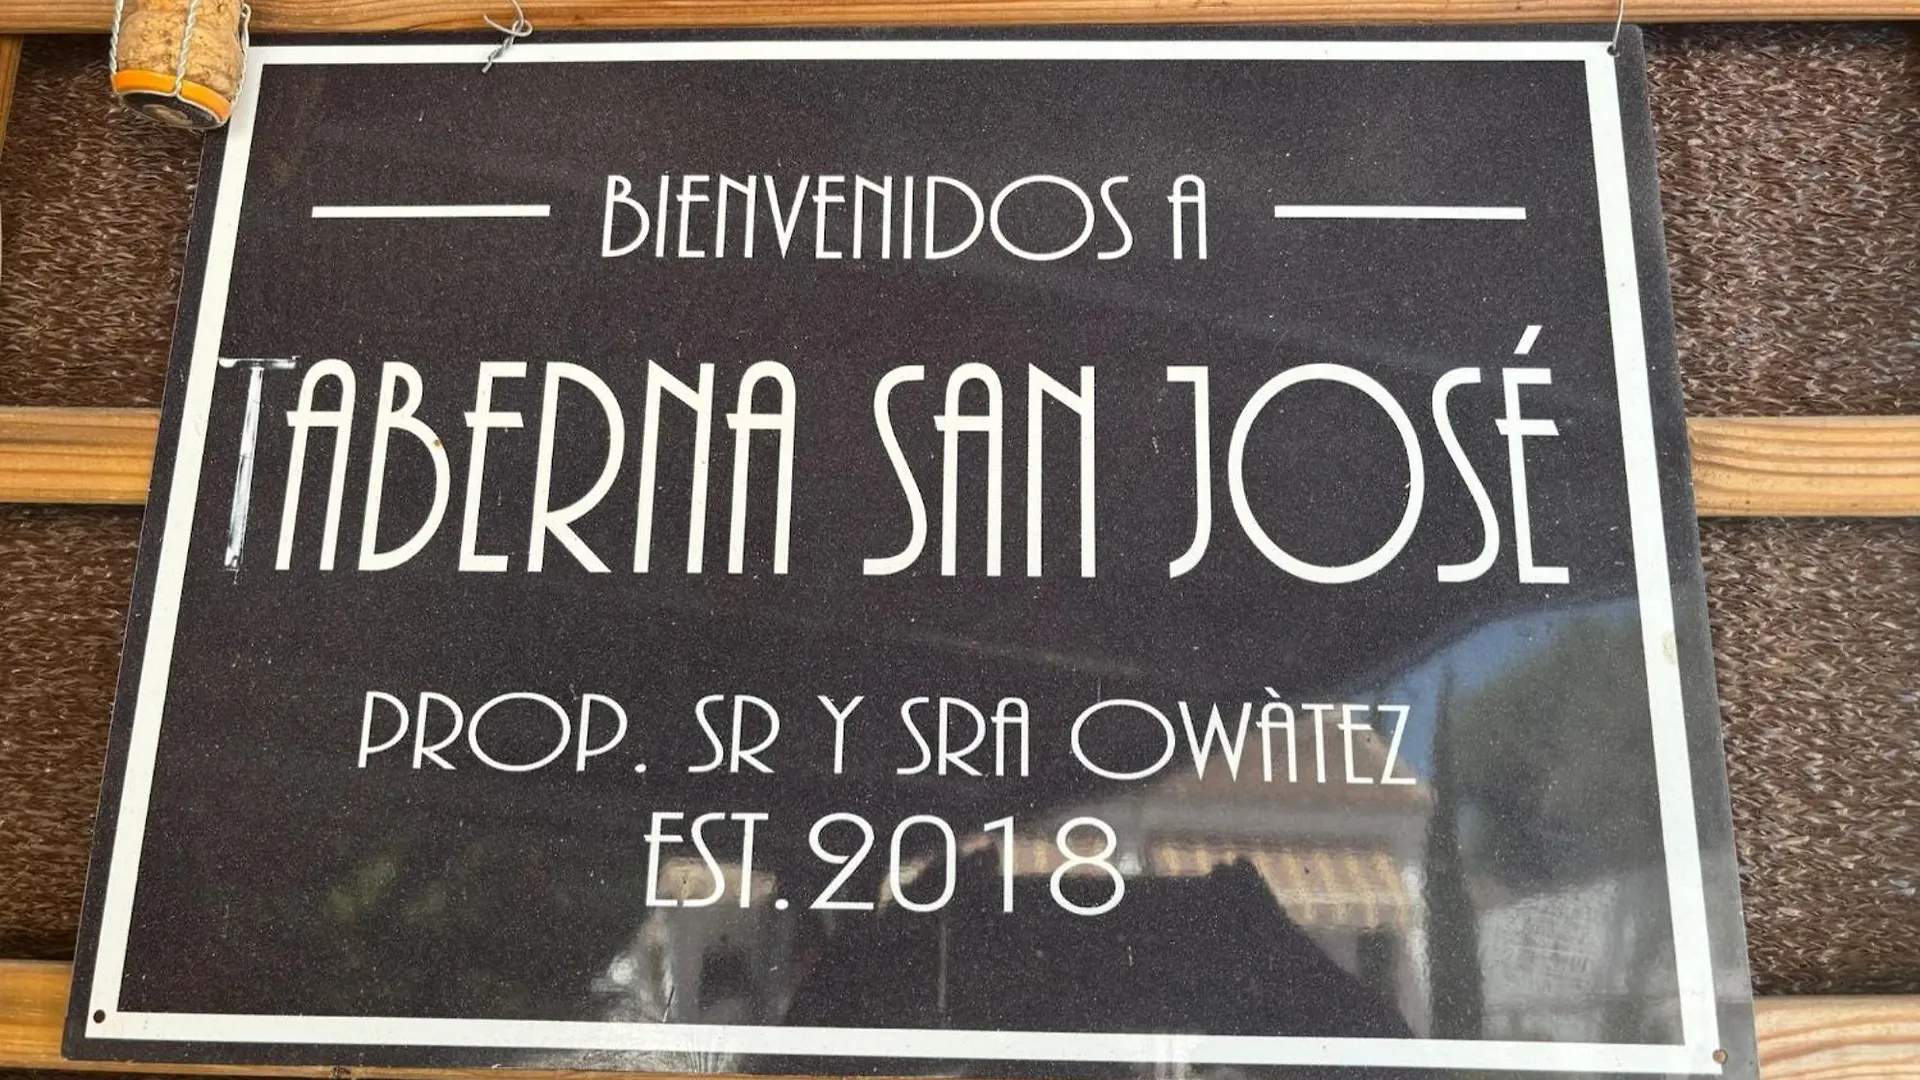 BIENVENIDOS A
TABERNA SAN JOSÉ
PROP. SR Y SRA OWÀTEZ
EST. 2018